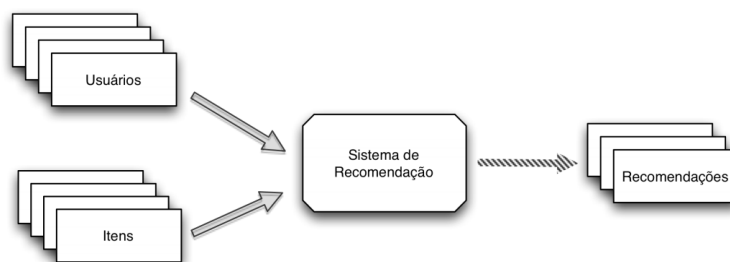 Usuários
Itens
Sistema de
Recomendação
Recomendações